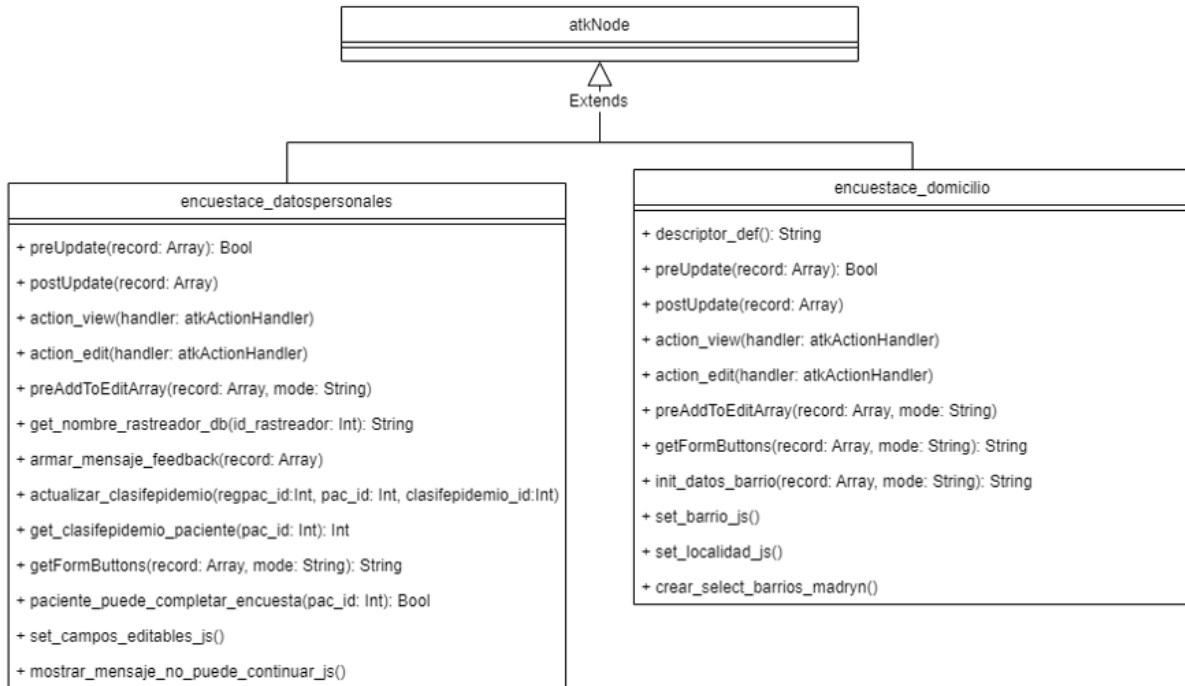 atkNode
Extends
encuestace_datospersonales
+ preUpdate(record: Array): Bool
+ postUpdate(record: Array)
+ action_view(handler: atkActionHandler)
+ action_edit(handler: atkActionHandler)
+ preAddToEditArray(record: Array, mode: String)
+ get_nombre_rastreador_db(id_rastreador: Int): String
+ armar_mensaje_feedback(record: Array)
+ actualizar_clasifepidemio(regpac_id:Int, pac_id: Int, clasifepidemio_id:Int)
+ get_clasifepidemio_paciente(pac_id: Int): Int
+ getFormButtons(record: Array, mode: String): String
+ paciente_puede_completar_encuesta(pac_id: Int): Bool
+ set_campos_editables_js()
+ mostrar_mensaje_no_puede_continuar_js()
encuestace_domicilio
+ descriptor_def(): String
+ preUpdate(record: Array): Bool
+ postUpdate(record: Array)
+ action_view(handler: atkActionHandler)
+ action_edit(handler: atkActionHandler)
+ preAddToEditArray(record: Array, mode: String)
+ getFormButtons(record: Array, mode: String): String
+ init_datos_barrio(record: Array, mode: String): String
+ set_barrio_js()
+ set_localidad_js()
+ crear_select_barrios_madryn()